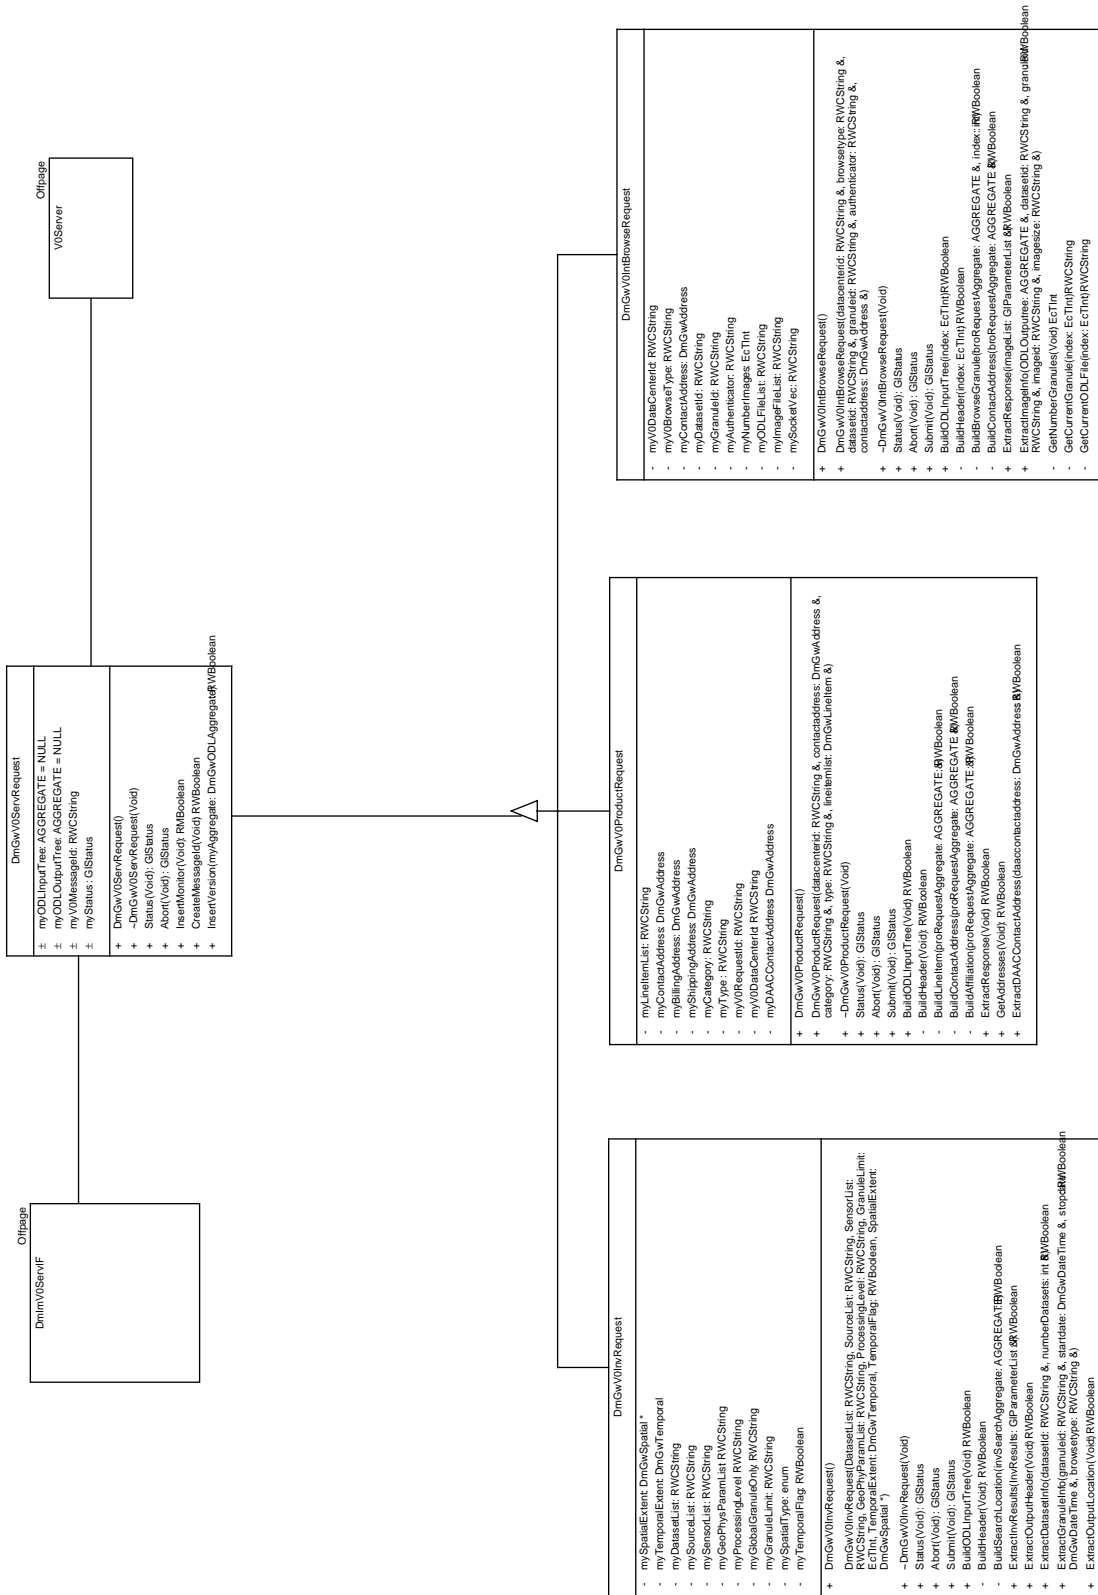 Offpage
DmImV0ServIF
DmGwV0ServRequest
± myODLInputTree: AGGREGATE = NULL
± myODLOutputTree: AGGREGATE = NULL
± myV0MessageId: RWCString
± myStatus : GlStatus
+ DmGwV0ServRequest()
+ ~DmGwV0ServRequest(Void)
+ Status(Void) : GlStatus
+ Abort(Void) : GlStatus
+ InsertMonitor(Void): RMBoolean
+ CreateMessageId(Void) RWBoolean
+ InsertVersion(myAggregate: DmGwODLAggregate) RWBoolean
Offpage
V0Server
DmGwV0InvRequest
- mySpatialExtent: DmGwSpatial *
- myTemporalExtent: DmGwTemporal
- myDatasetList: RWCString
- mySourceList: RWCString
- mySensorList: RWCString
- myGeoPhysParamList RWCString
- myProcessingLevel RWCString
- myGlobalGranuleOnly: RWCString
- myGranuleLimit: RWCString
- mySpatialType: enum
- myTemporalFlag: RWBoolean
+ DmGwV0InvRequest()
+ DmGwV0InvRequest(DatasetList: RWCString, SourceList: RWCString, SensorList:
RWCString, GeoPhyParamList: RWCString, ProcessingLevel: RWCString, GranuleLimit:
EcTInt, TemporalExtent: DmGwTemporal, TemporalFlag: RWBoolean, SpatialExtent:
DmGwSpatial *)
+ ~DmGwV0InvRequest(Void)
+ Status(Void) : GlStatus
+ Abort(Void) : GlStatus
+ Submit(Void) : GlStatus
+ BuildODLInputTree(Void) RWBoolean
- BuildHeader(Void): RWBoolean
- BuildSearchLocation(invSearchAggregate: AGGREGATE) RWBoolean
+ ExtractInvResults(InvResults: GlParameterList &) RWBoolean
+ ExtractOutputHeader(Void) RWBoolean
+ ExtractDatasetInfo(datasetId: RWCString &, numberDatasets: int &) RWBoolean
+ ExtractGranuleInfo(granuleid: RWCString &, startdate: DmGwDateTime &, stopdate: RWBoolean
DmGwDateTime &, browsetype: RWCString &)
+ ExtractOutputLocation(Void) RWBoolean
DmGwV0ProductRequest
- myLineItemList: RWCString
- myContactAddress: DmGwAddress
- myBillingAddress: DmGwAddress
- myShippingAddress: DmGwAddress
- myCategory: RWCString
- myType : RWCString
- myV0RequestId: RWCString
- myV0DataCenterId: RWCString
- myDAACContactAddress: DmGwAddress
+ DmGwV0ProductRequest()
+ DmGwV0ProductRequest(datacenterid: RWCString &, contactaddress: DmGwAddress &,
category: RWCString &, type: RWCString &, lineitemlist: DmGwLineItem &)
+ ~DmGwV0ProductRequest(Void)
+ Status(Void) : GlStatus
+ Abort(Void) : GlStatus
+ Submit(Void) : GlStatus
+ BuildODLInputTree(Void) RWBoolean
- BuildHeader(Void): RWBoolean
- BuildLineItem(proRequestAggregate: AGGREGATE &) RWBoolean
- BuildContactAddress(proRequestAggregate: AGGREGATE &) RWBoolean
- BuildAffiliation(proRequestAggregate: AGGREGATE &) RWBoolean
+ ExtractResponse(Void) RWBoolean
+ GetAddresses(Void): RWBoolean
+ ExtractDAACContactAddress(daaccontactaddress: DmGwAddress &) RWBoolean
DmGwV0IntBrowseRequest
- myV0DataCenterId: RWCString
- myV0BrowseType: RWCString
- myContactAddress: DmGwAddress
- myDatasetId: RWCString
- myGranuleId: RWCString
- myAuthenticator: RWCString
- myNumberImages: EcTInt
- myODLFileList: RWCString
- myImageFileList: RWCString
- mySocketVec: RWCString
+ DmGwV0IntBrowseRequest()
+ DmGwV0IntBrowseRequest(datacenterid: RWCString &, browsetype: RWCString &,
datasetid: RWCString &, granuleid: RWCString &, authenticator: RWCString &,
contactaddress: DmGwAddress &)
+ ~DmGwV0IntBrowseRequest(Void)
+ Status(Void) : GlStatus
+ Abort(Void) : GlStatus
+ Submit(Void) : GlStatus
+ BuildODLInputTree(index: EcTInt) RWBoolean
- BuildHeader(index: EcTInt) RWBoolean
- BuildBrowseGranule(broRequestAggregate: AGGREGATE &, index:: int) RWBoolean
- BuildContactAddress(broRequestAggregate: AGGREGATE &) RWBoolean
+ ExtractResponse(imageList: GlParameterList &) RWBoolean
+ ExtractImageInfo(ODLOutputree: AGGREGATE &, datasetid: RWCString &, granuleid: RWBoolean
RWCString &, imageid: RWCString &, imagesize: RWCString &)
- GetNumberGranules(Void) EcTInt
- GetCurrentGranule(index: EcTInt) RWCString
- GetCurrentODLFile(index: EcTInt) RWCString